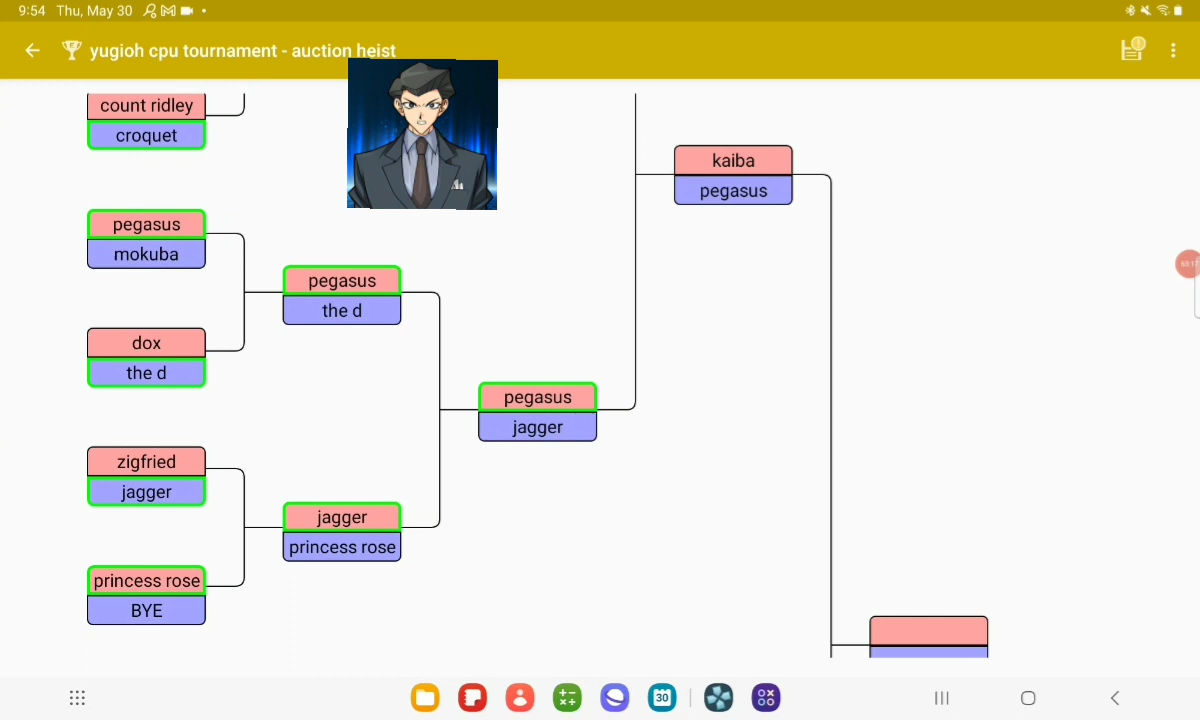 9:54 Thu, May 30
yugioh cpu tournament - auction heist
count ridley
croquet
pegasus
mokuba
dox
the d
zigfried
jagger
princess rose
BYE
pegasus
the d
jagger
princess rose
pegasus
jagger
kaiba
pegasus
30